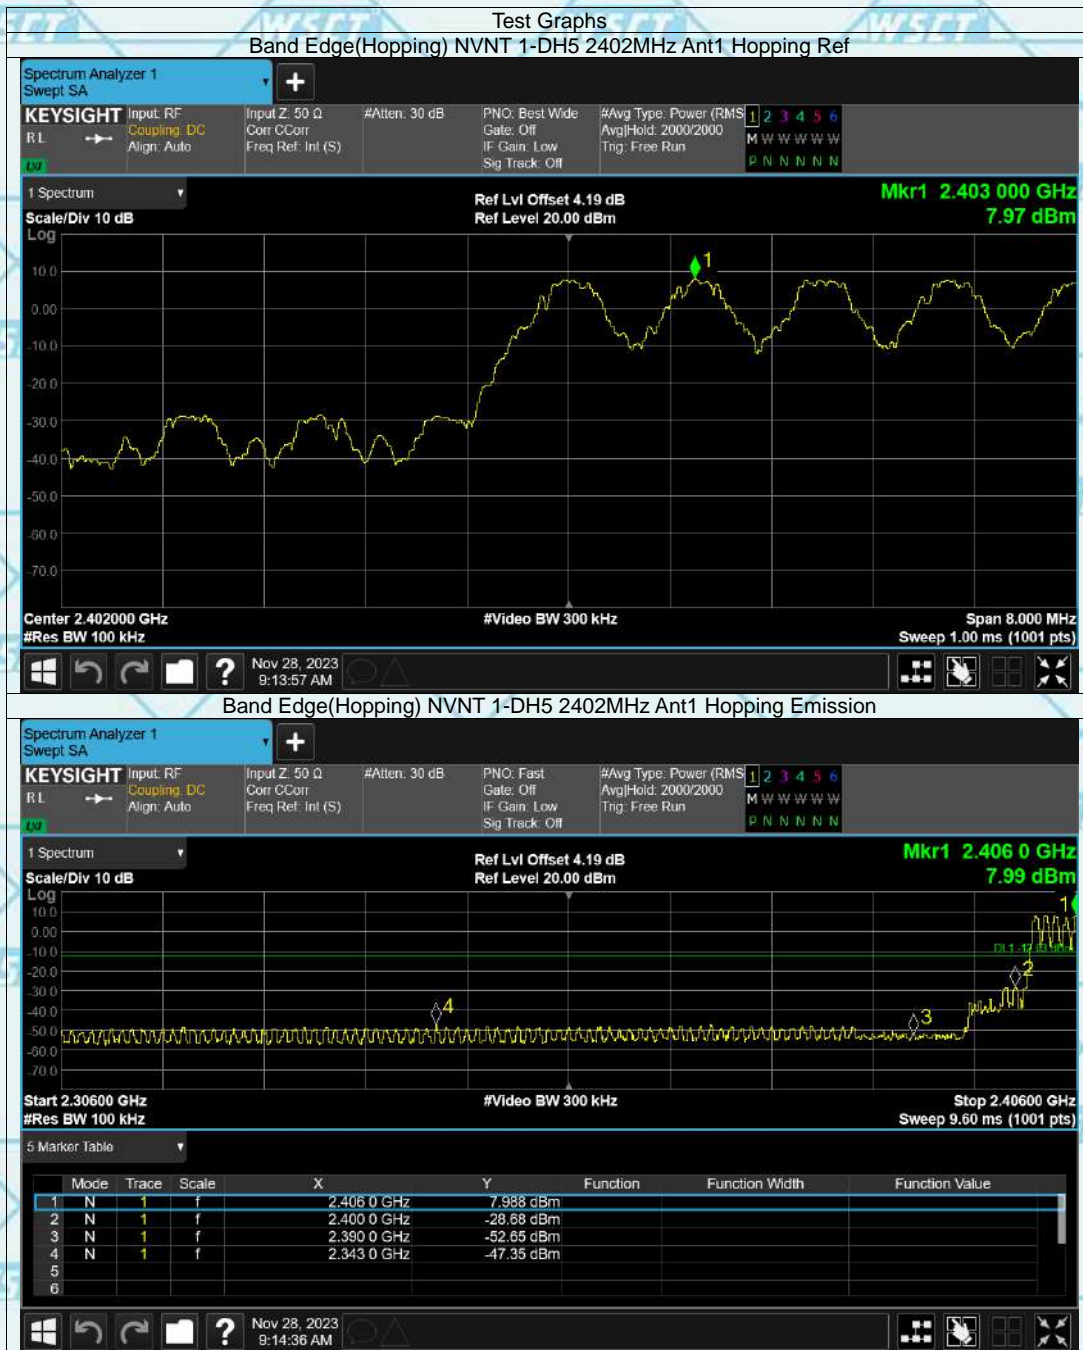 Test Graphs
Band Edge(Hopping) NVNT 1-DH5 2402MHz Ant1 Hopping Ref
Spectrum Analyzer 1
Swept SA
+
KEYSIGHT
R L
LXI
Input: RF
Coupling: DC
Align: Auto
Input Z: 50 Ω
Corr CCorr
Freq Ref: Int (S)
#Atten: 30 dB
PNO: Best Wide
Gate: Off
IF Gain: Low
Sig Track: Off
#Avg Type: Power (RMS
Avg|Hold: 2000/2000
Trig: Free Run
1 2 3 4 5 6
M W W W W W
P N N N N N
1 Spectrum
Scale/Div 10 dB
Ref Lvl Offset 4.19 dB
Ref Level 20.00 dBm
Mkr1 2.403 000 GHz
7.97 dBm
Log
10.0
0.00
-10.0
-20.0
-30.0
-40.0
-50.0
-60.0
-70.0
1
Center 2.402000 GHz
#Res BW 100 kHz
#Video BW 300 kHz
Span 8.000 MHz
Sweep 1.00 ms (1001 pts)
?
Nov 28, 2023
9:13:57 AM
Band Edge(Hopping) NVNT 1-DH5 2402MHz Ant1 Hopping Emission
Spectrum Analyzer 1
Swept SA
+
KEYSIGHT
R L
LXI
Input: RF
Coupling: DC
Align: Auto
Input Z: 50 Ω
Corr CCorr
Freq Ref: Int (S)
#Atten: 30 dB
PNO: Fast
Gate: Off
IF Gain: Low
Sig Track: Off
#Avg Type: Power (RMS
Avg|Hold: 2000/2000
Trig: Free Run
1 2 3 4 5 6
M W W W W W
P N N N N N
1 Spectrum
Scale/Div 10 dB
Ref Lvl Offset 4.19 dB
Ref Level 20.00 dBm
Mkr1 2.406 0 GHz
7.99 dBm
Log
10.0
0.00
-10.0
-20.0
-30.0
-40.0
-50.0
-60.0
-70.0
1
DL1 -12.03 dBm
2
3
4
Start 2.30600 GHz
#Res BW 100 kHz
#Video BW 300 kHz
Stop 2.40600 GHz
Sweep 9.60 ms (1001 pts)
5 Marker Table
Mode Trace Scale X Y Function Function Width Function Value
1 N 1 f 2.406 0 GHz 7.988 dBm
2 N 1 f 2.400 0 GHz -28.68 dBm
3 N 1 f 2.390 0 GHz -52.65 dBm
4 N 1 f 2.343 0 GHz -47.35 dBm
5
6
?
Nov 28, 2023
9:14:36 AM